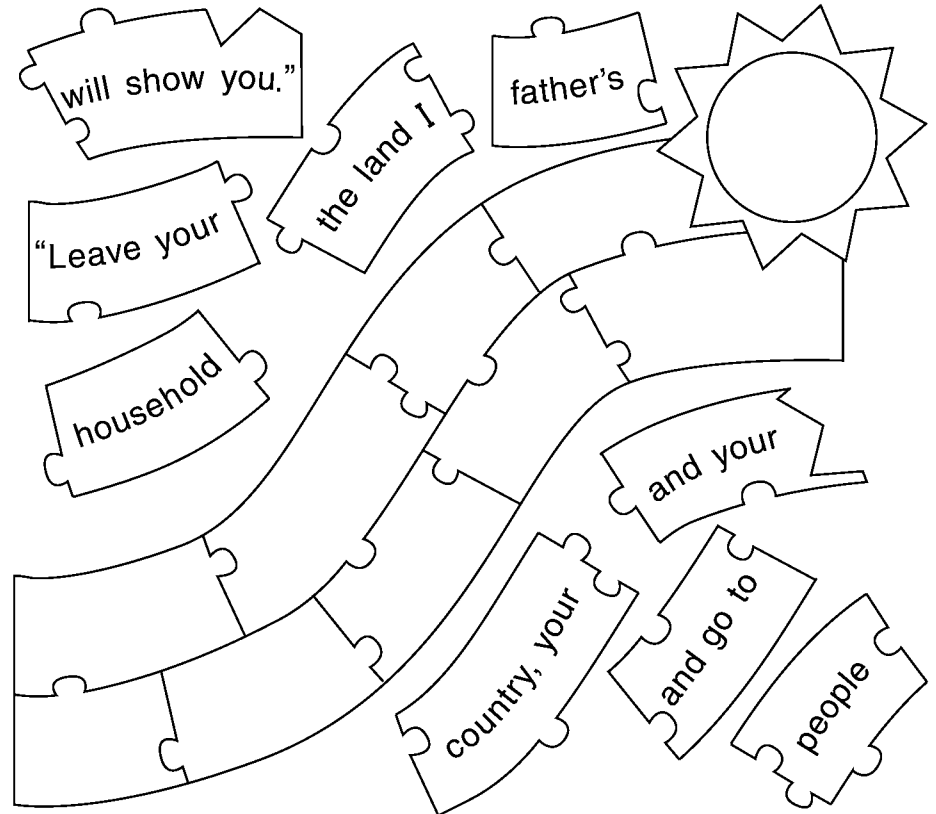 will show you.”
the land I
father’s
“Leave your
household
and your
country, your
and go to
people